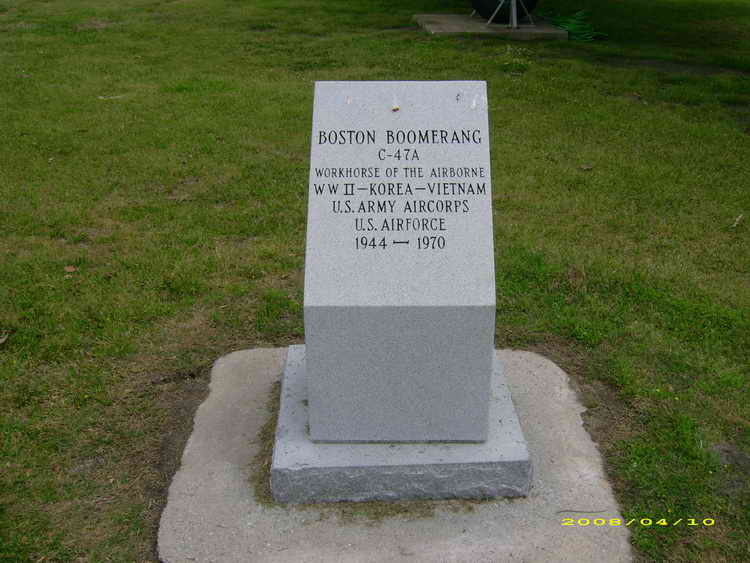 BOSTON BOOMERANG
C-47A
WORKHORSE OF THE AIRBORNE
WW II—KOREA—VIETNAM
U.S. ARMY AIRCORPS
U.S. AIRFORCE
1944 — 1970
2008/04/10